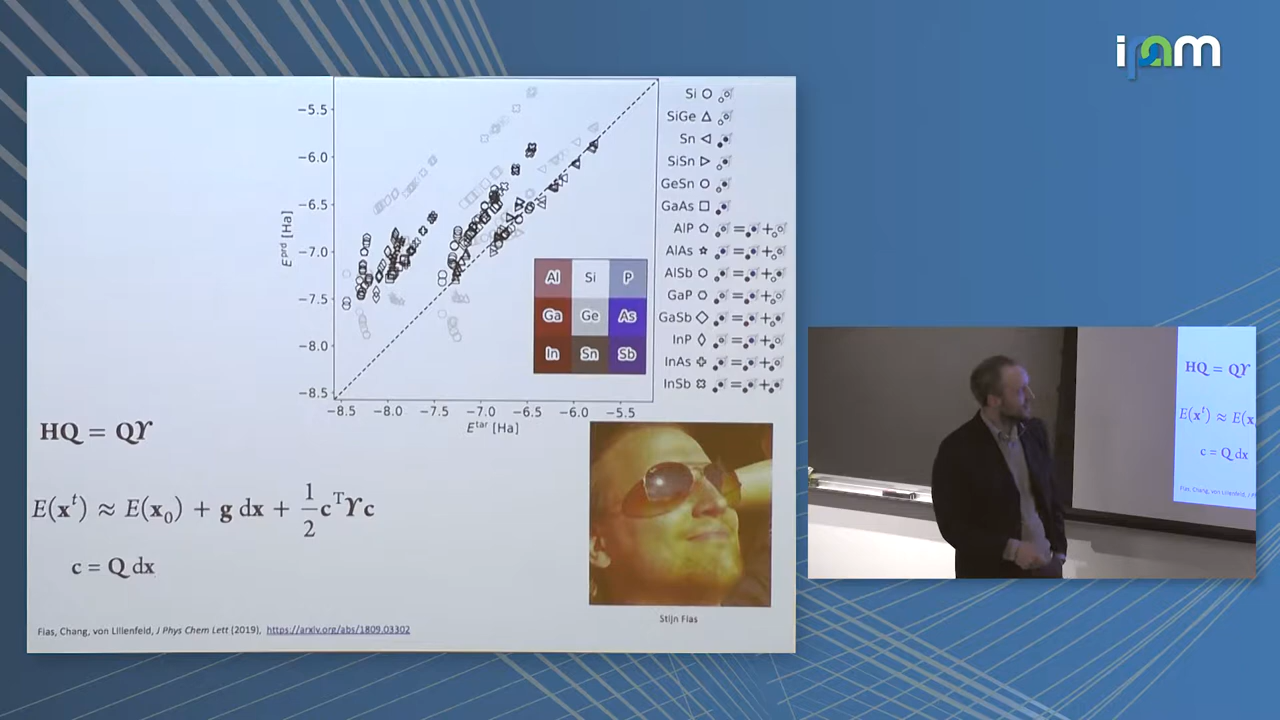 ipam
−5.5
−6.0
−6.5
−7.0
−7.5
−8.0
−8.5
E^prd [Ha]
−8.5 −8.0 −7.5 −7.0 −6.5 −6.0 −5.5
E^tar [Ha]
Al Si P
Ga Ge As
In Sn Sb
Si
SiGe
Sn
SiSn
GeSn
GaAs
AlP = +
AlAs = +
AlSb = +
GaP = +
GaSb = +
InP = +
InAs = +
InSb = +
HQ = Qϒ
E(x^t) ≈ E(x₀) + g dx + 1/2 c^T ϒc
c = Q dx
Stijn Fias
Fias, Chang, von Lilienfeld, J Phys Chem Lett (2019), https://arxiv.org/abs/1809.03302
HQ = Qϒ
E(x^t) ≈ E(x
c = Q dx